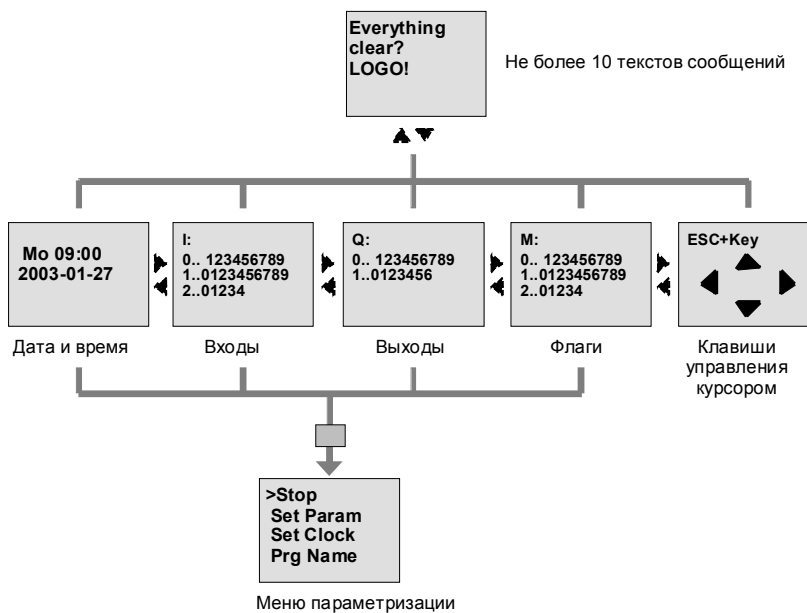 Everything
clear?
LOGO!
Не более 10 текстов сообщений
Mo 09:00
2003-01-27
I:
0.. 123456789
1..0123456789
2..01234
Q:
0.. 123456789
1..0123456
M:
0.. 123456789
1..0123456789
2..01234
ESC+Key
Дата и время
Входы
Выходы
Флаги
Клавиши
управления
курсором
>Stop
Set Param
Set Clock
Prg Name
Меню параметризации